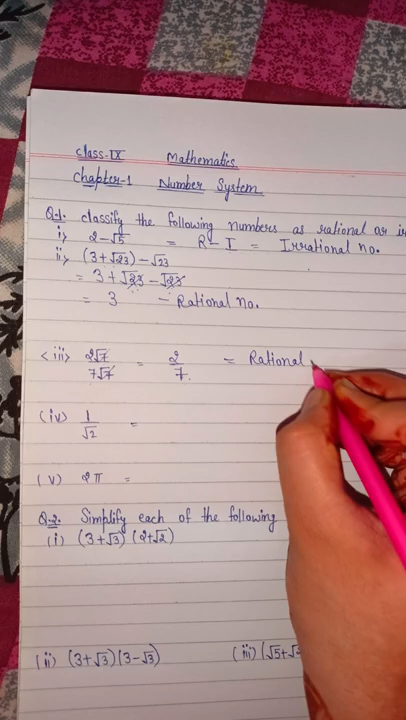 Class-IX Mathematics
Chapter-1 Number System
Q.1. Classify the following numbers as rational or
i) 2-√5 = R-I = Irrational no.
ii) (3+√23)-√23
= 3+√23-√23
= 3 - Rational no.
(iii) 2√7/7√7 = 2/7 = Rational
(iv) 1/√2 =
(v) 2π =
Q.2. Simplify each of the following
(i) (3+√3)(2+√2)
(ii) (3+√3)(3-√3) (iii) (√5+√